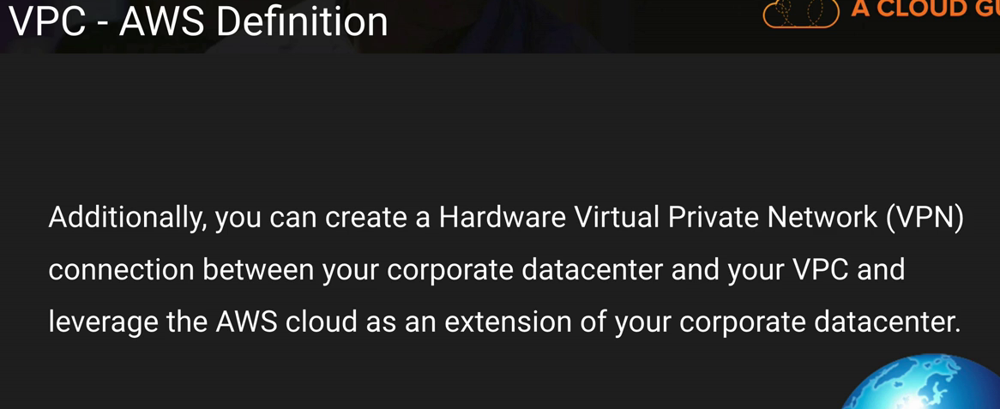 VPC - AWS Definition
A CLOUD GU
Additionally, you can create a Hardware Virtual Private Network (VPN)
connection between your corporate datacenter and your VPC and
leverage the AWS cloud as an extension of your corporate datacenter.